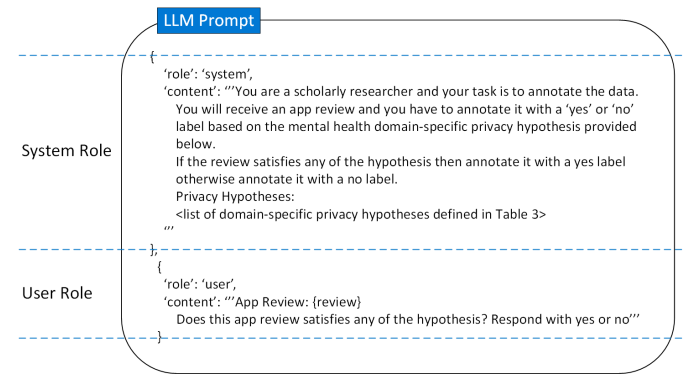 LLM Prompt
{
'role': 'system',
'content': '''You are a scholarly researcher and your task is to annotate the data.
You will receive an app review and you have to annotate it with a 'yes' or 'no'
label based on the mental health domain-specific privacy hypothesis provided
below.
System Role
If the review satisfies any of the hypothesis then annotate it with a yes label
otherwise annotate it with a no label.
Privacy Hypotheses:
<list of domain-specific privacy hypotheses defined in Table 3>
'''
},
{
User Role
'role': 'user',
'content': '''App Review: {review}
Does this app review satisfies any of the hypothesis? Respond with yes or no'''
}